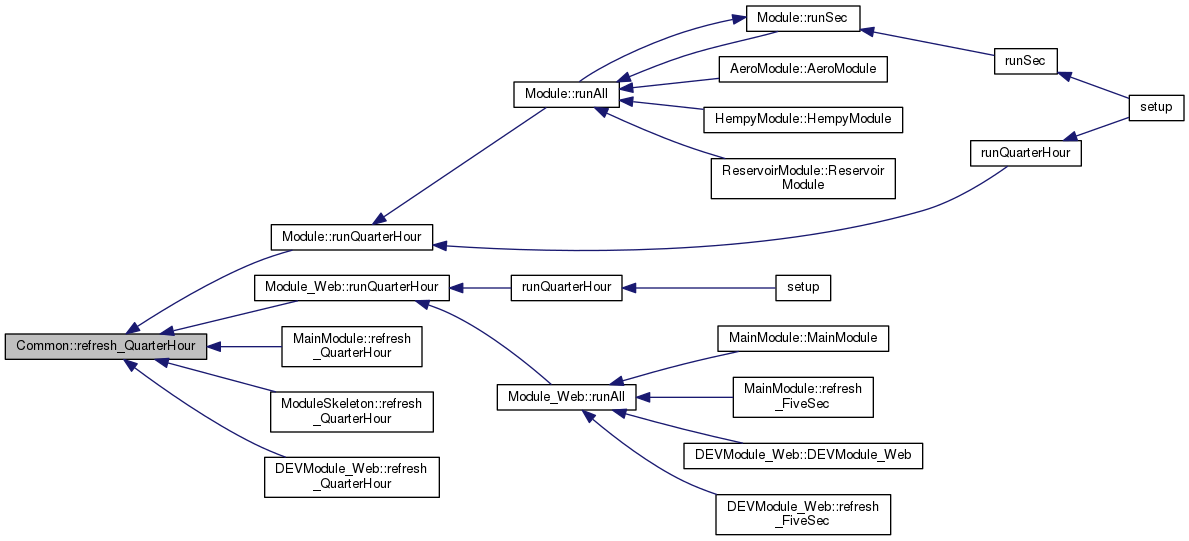 Module::runSec
runSec
AeroModule::AeroModule
Module::runAll
setup
HempyModule::HempyModule
runQuarterHour
ReservoirModule::Reservoir
Module
Module::runQuarterHour
Module_Web::runQuarterHour
runQuarterHour
setup
Common::refresh_QuarterHour
MainModule::refresh
_QuarterHour
MainModule::MainModule
MainModule::refresh
_FiveSec
Module_Web::runAll
ModuleSkeleton::refresh
_QuarterHour
DEVModule_Web::DEVModule_Web
DEVModule_Web::refresh
_QuarterHour
DEVModule_Web::refresh
_FiveSec